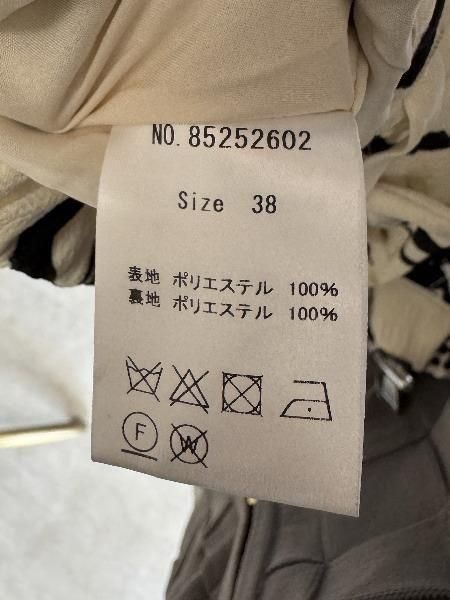 NO. 85252602
Size 38
表地 ポリエステル 100%
裏地 ポリエステル 100%
F W